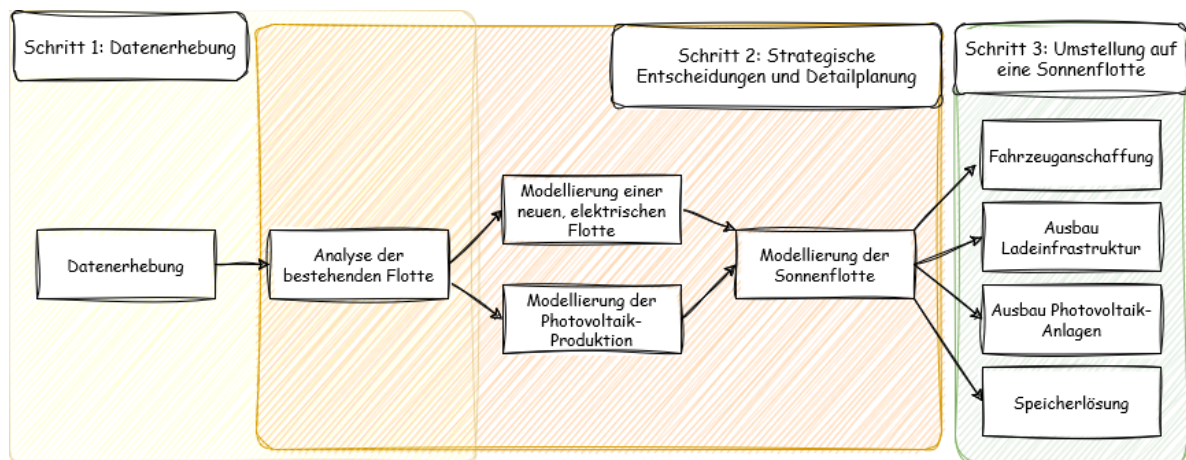 Schritt 1: Datenerhebung
Schritt 2: Strategische
Entscheidungen und Detailplanung
Schritt 3: Umstellung auf
eine Sonnenflotte
Datenerhebung
Analyse der
bestehenden Flotte
Modellierung einer
neuen, elektrischen
Flotte
Modellierung der
Photovoltaik-
Produktion
Modellierung der
Sonnenflotte
Fahrzeuganschaffung
Ausbau
Ladeinfrastruktur
Ausbau Photovoltaik-
Anlagen
Speicherlösung